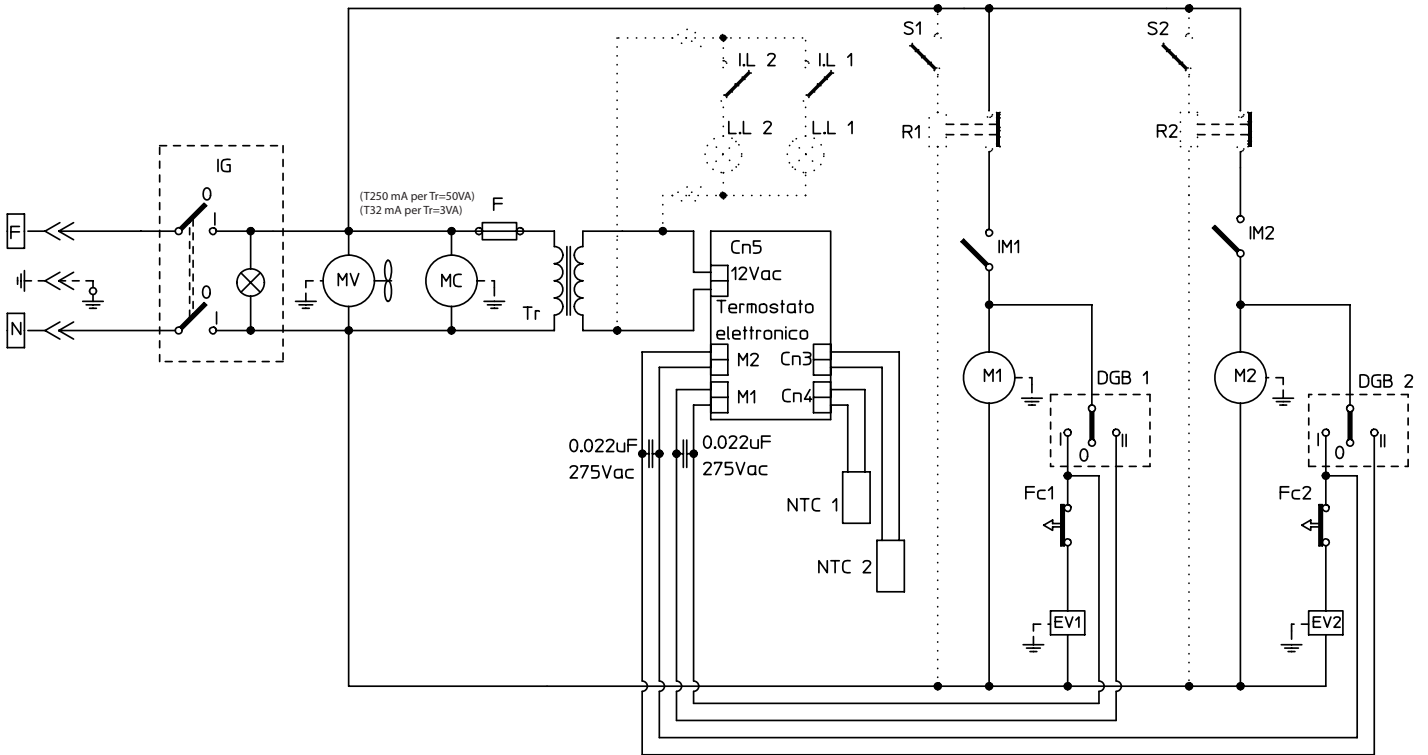 S1
S2
I.L 2
I.L 1
L.L 2
L.L 1
R1
R2
IG
0
I
(T250 mA per Tr=50VA)
(T32 mA per Tr=3VA)
F
F
Cn5
12Vac
IM1
IM2
MV
MC
Tr
Termostato
elettronico
0
I
N
M2
Cn3
M1
Cn4
M1
M2
DGB 1
DGB 2
I
0
II
I
0
II
0.022uF
275Vac
0.022uF
275Vac
NTC 1
NTC 2
Fc1
Fc2
EV1
EV2